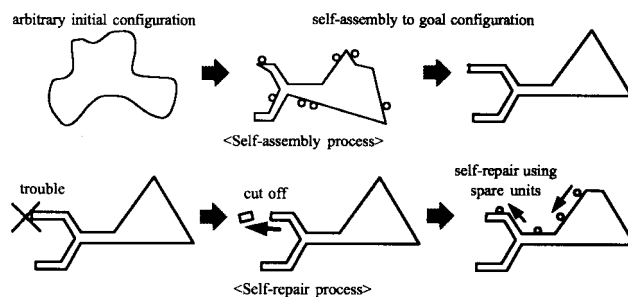 arbitrary initial configuration
self-assembly to goal configuration
<Self-assembly process>
trouble
cut off
self-repair using
spare units
<Self-repair process>